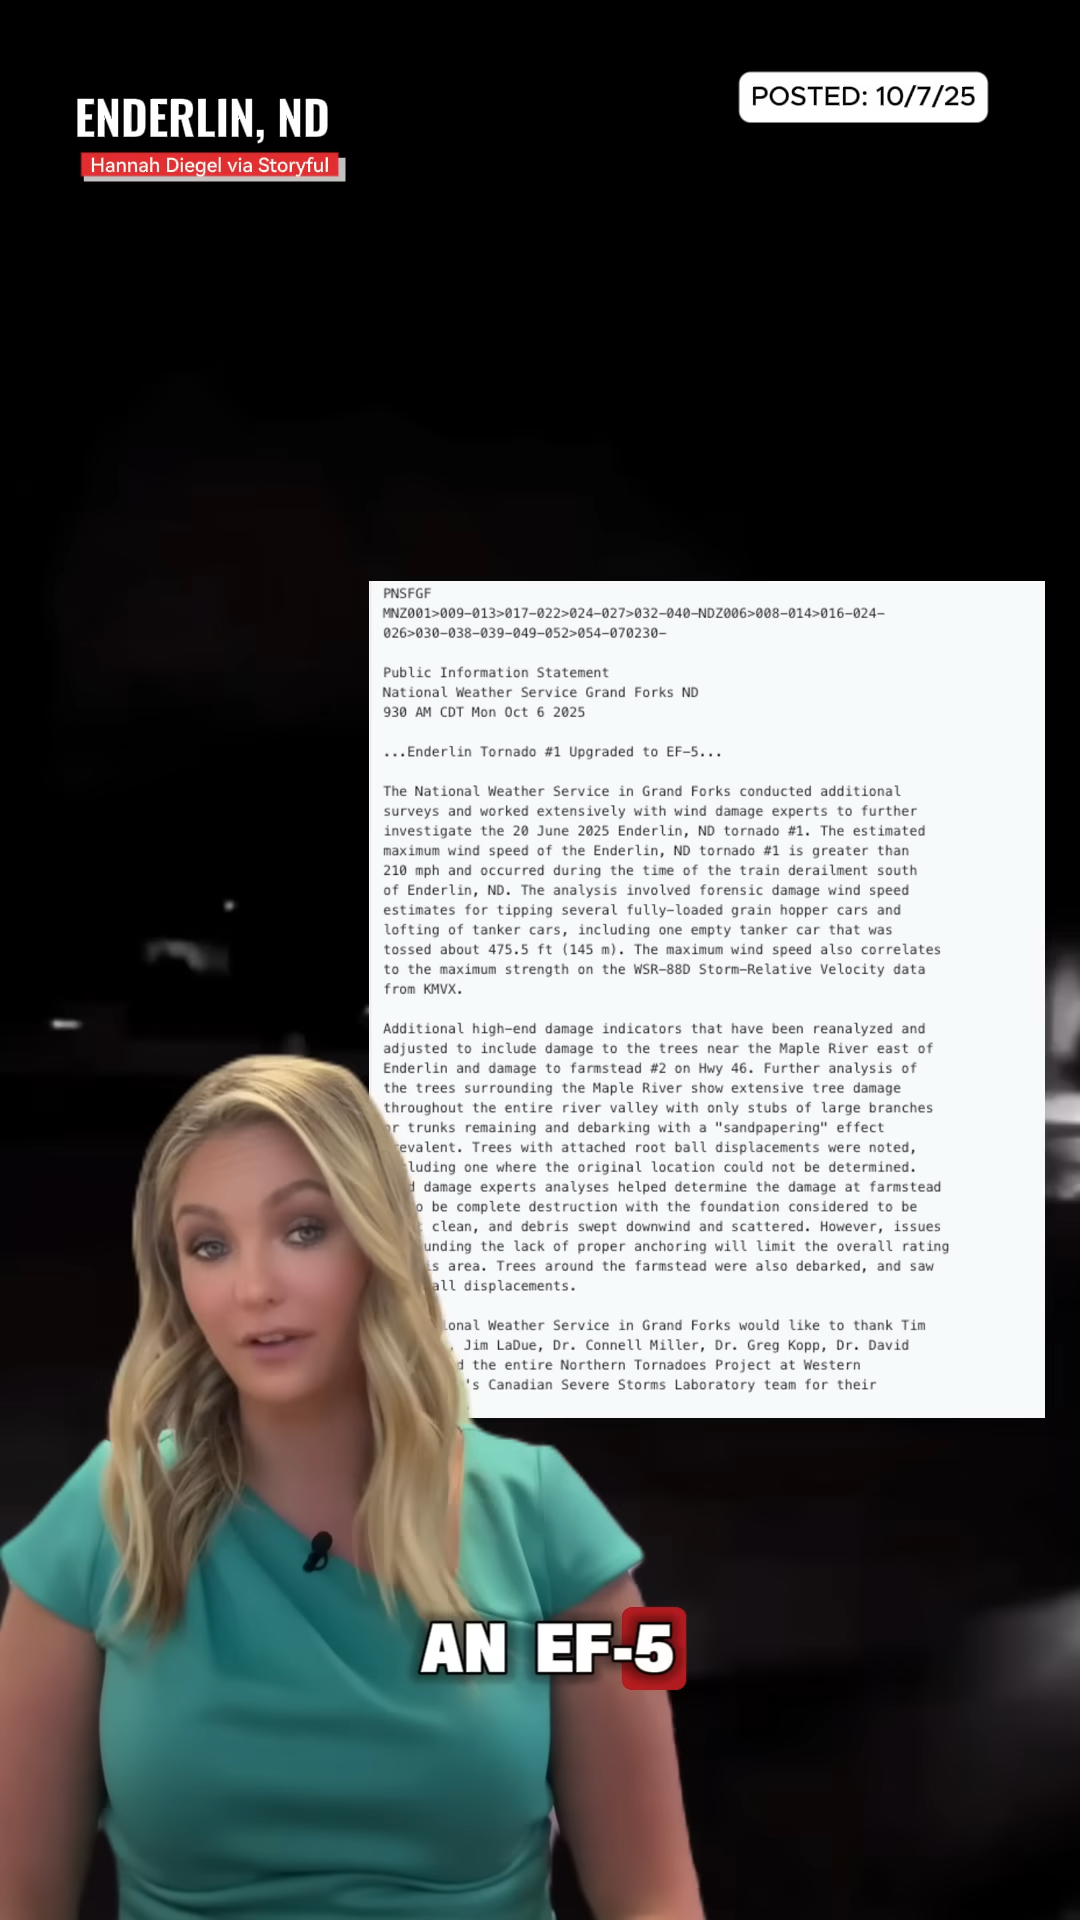 ENDERLIN, ND
Hannah Diegel via Storyful
POSTED: 10/7/25
PNSFGF
MNZ001>009-013>017-022>024-027>032-040-NDZ006>008-014>016-024-
026>030-038-039-049-052>054-070230-
Public Information Statement
National Weather Service Grand Forks ND
930 AM CDT Mon Oct 6 2025
...Enderlin Tornado #1 Upgraded to EF-5...
The National Weather Service in Grand Forks conducted additional
surveys and worked extensively with wind damage experts to further
investigate the 20 June 2025 Enderlin, ND tornado #1. The estimated
maximum wind speed of the Enderlin, ND tornado #1 is greater than
210 mph and occurred during the time of the train derailment south
of Enderlin, ND. The analysis involved forensic damage wind speed
estimates for tipping several fully-loaded grain hopper cars and
lofting of tanker cars, including one empty tanker car that was
tossed about 475.5 ft (145 m). The maximum wind speed also correlates
to the maximum strength on the WSR-88D Storm-Relative Velocity data
from KMVX.
Additional high-end damage indicators that have been reanalyzed and
adjusted to include damage to the trees near the Maple River east of
Enderlin and damage to farmstead #2 on Hwy 46. Further analysis of
the trees surrounding the Maple River show extensive tree damage
throughout the entire river valley with only stubs of large branches
or trunks remaining and debarking with a "sandpapering" effect
revalent. Trees with attached root ball displacements were noted,
luding one where the original location could not be determined.
d damage experts analyses helped determine the damage at farmstead
o be complete destruction with the foundation considered to be
clean, and debris swept downwind and scattered. However, issues
unding the lack of proper anchoring will limit the overall rating
is area. Trees around the farmstead were also debarked, and saw
all displacements.
onal Weather Service in Grand Forks would like to thank Tim
, Jim LaDue, Dr. Connell Miller, Dr. Greg Kopp, Dr. David
d the entire Northern Tornadoes Project at Western
's Canadian Severe Storms Laboratory team for their
AN EF-5